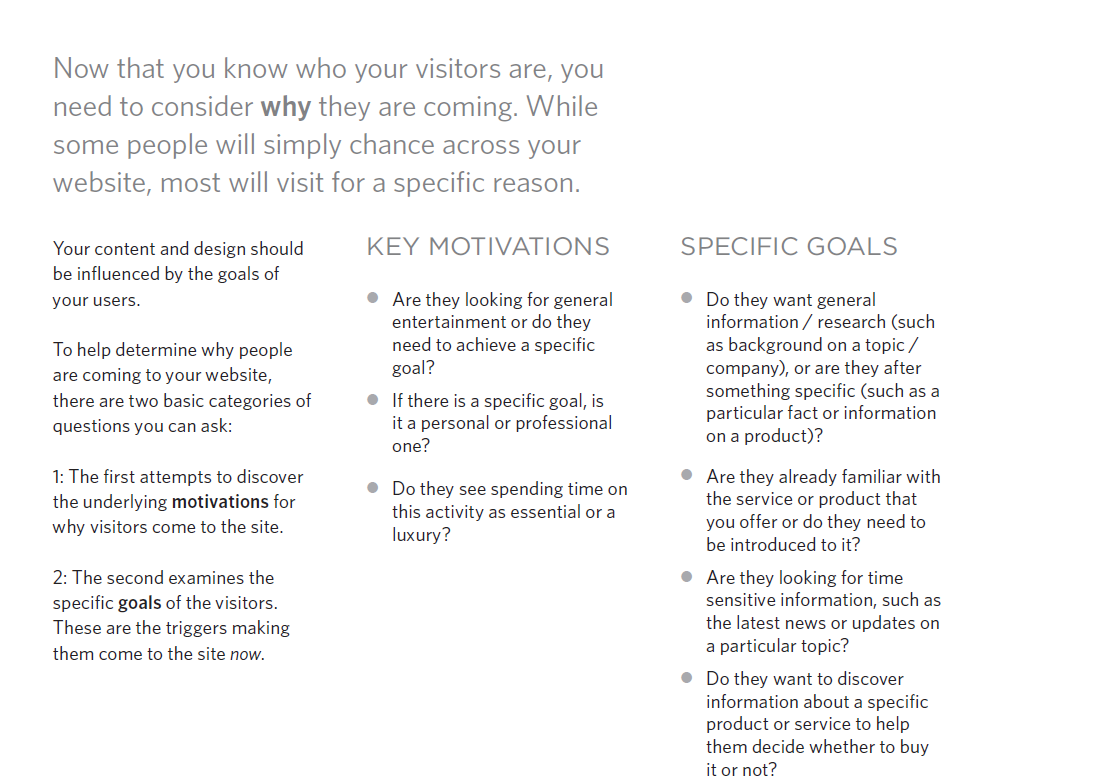 Now that you know who your visitors are, you
need to consider why they are coming. While
some people will simply chance across your
website, most will visit for a specific reason.
Your content and design should
be influenced by the goals of
your users.
To help determine why people
are coming to your website,
there are two basic categories of
questions you can ask:
1: The first attempts to discover
the underlying motivations for
why visitors come to the site.
2: The second examines the
specific goals of the visitors.
These are the triggers making
them come to the site now.
KEY MOTIVATIONS
Are they looking for general
entertainment or do they
need to achieve a specific
goal?
If there is a specific goal, is
it a personal or professional
one?
Do they see spending time on
this activity as essential or a
luxury?
SPECIFIC GOALS
Do they want general
information / research (such
as background on a topic /
company), or are they after
something specific (such as a
particular fact or information
on a product)?
Are they already familiar with
the service or product that
you offer or do they need to
be introduced to it?
Are they looking for time
sensitive information, such as
the latest news or updates on
a particular topic?
Do they want to discover
information about a specific
product or service to help
them decide whether to buy
it or not?